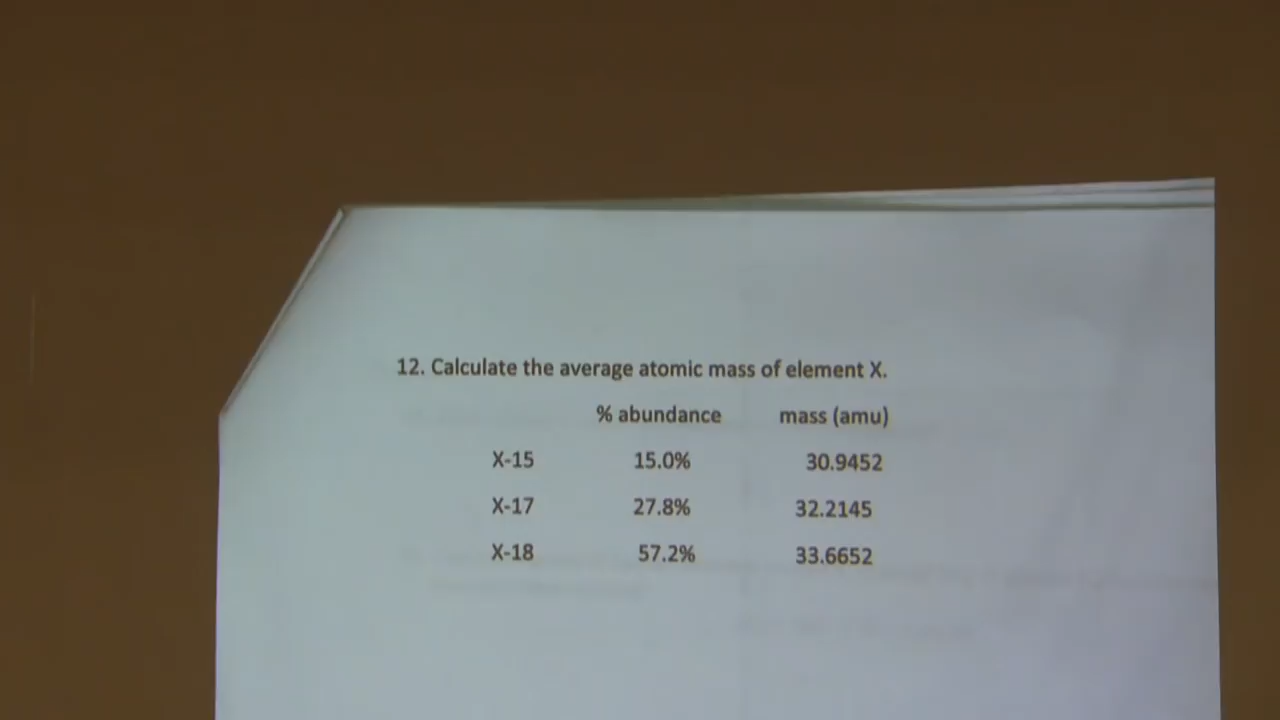 12. Calculate the average atomic mass of element X.
% abundance mass (amu)
X-15 15.0% 30.9452
X-17 27.8% 32.2145
X-18 57.2% 33.6652